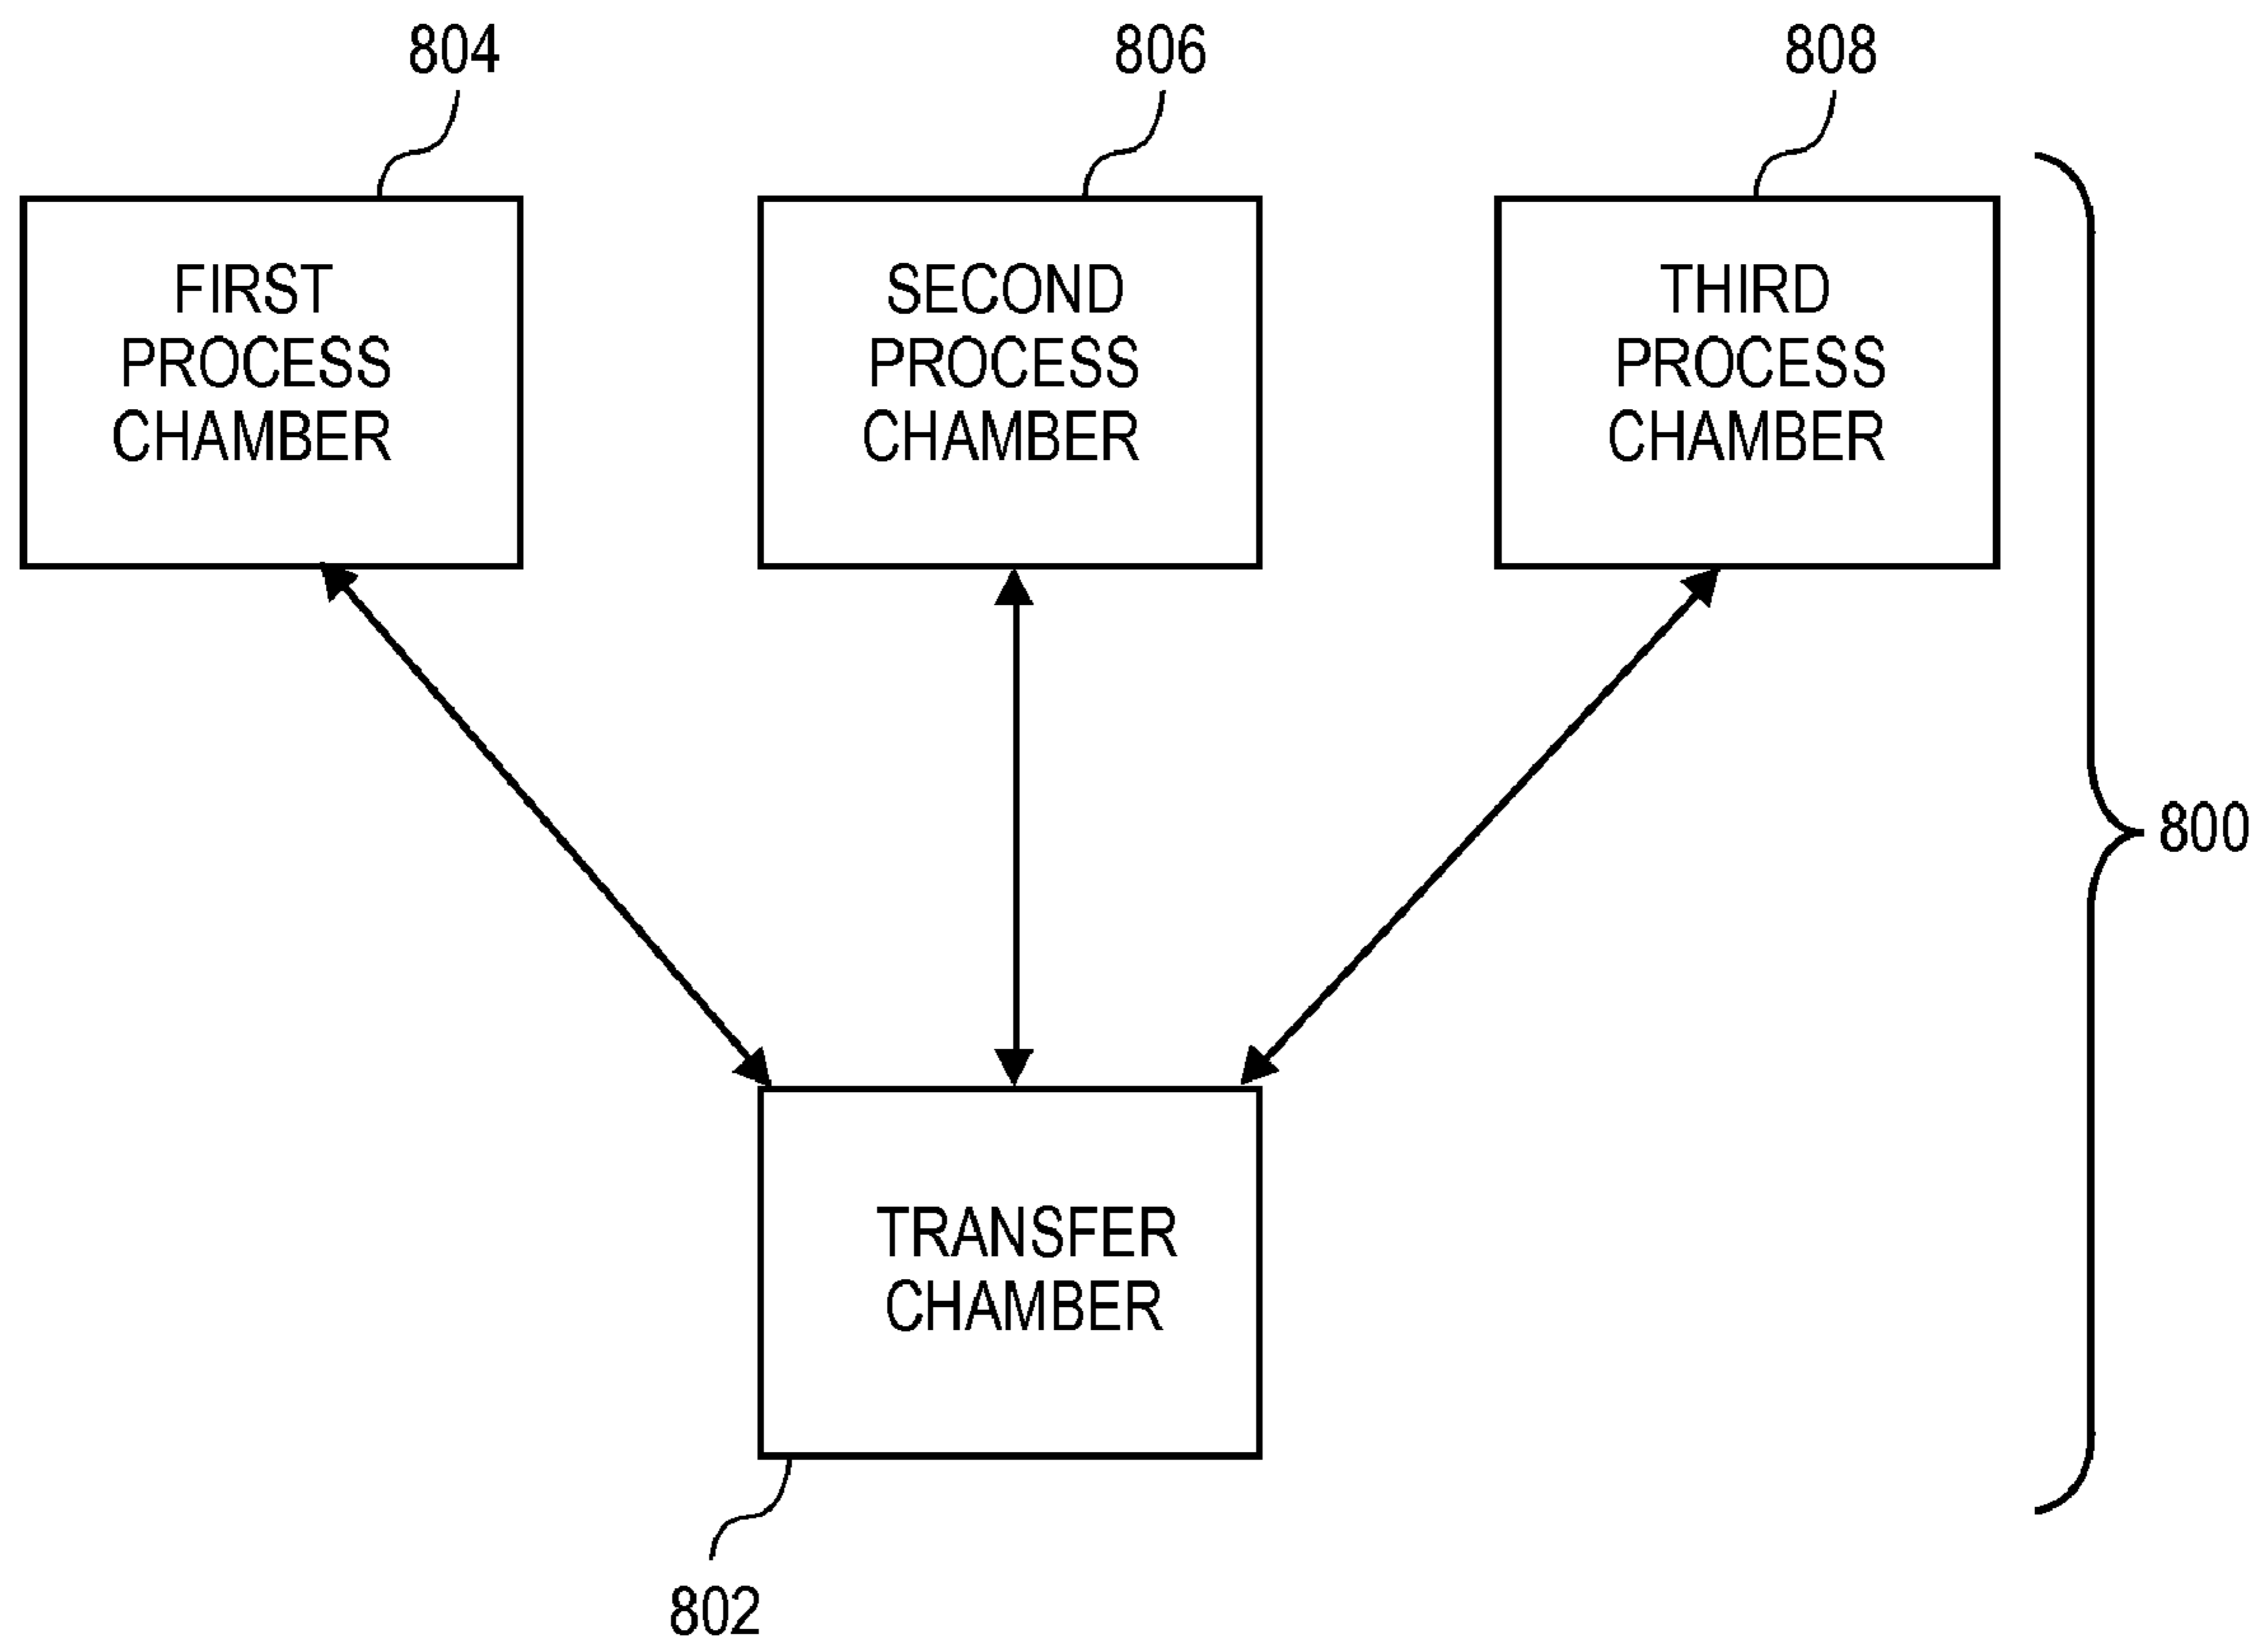 804
806
808
FIRST
PROCESS
CHAMBER
SECOND
PROCESS
CHAMBER
THIRD
PROCESS
CHAMBER
800
TRANSFER
CHAMBER
802